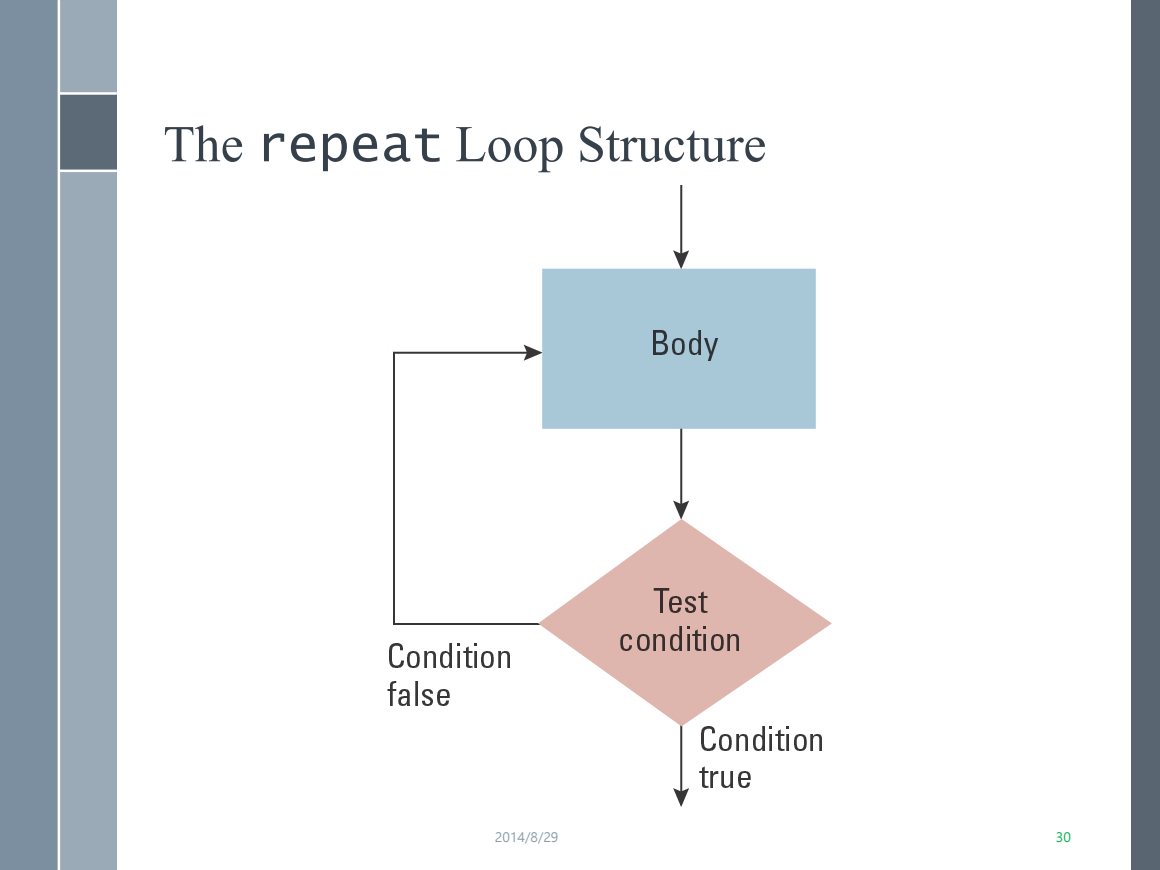 The repeat Loop Structure
Body
Test
condition
Condition
false
Condition
true
2014/8/29
30